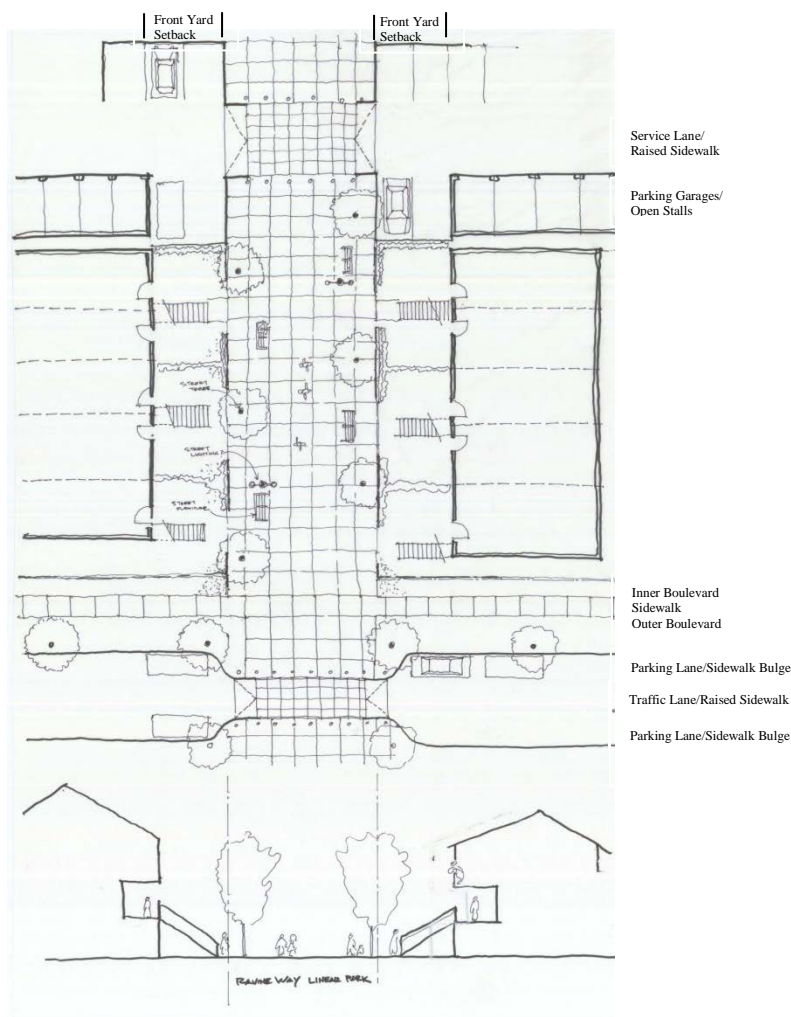 Front Yard
Setback
Front Yard
Setback
Service Lane/
Raised Sidewalk
Parking Garages/
Open Stalls
STREET
TREES
STREET
LIGHTING
STREET
FURNITURE
Inner Boulevard
Sidewalk
Outer Boulevard
Parking Lane/Sidewalk Bulge
Traffic Lane/Raised Sidewalk
Parking Lane/Sidewalk Bulge
RAVINE WAY LINEAR PARK